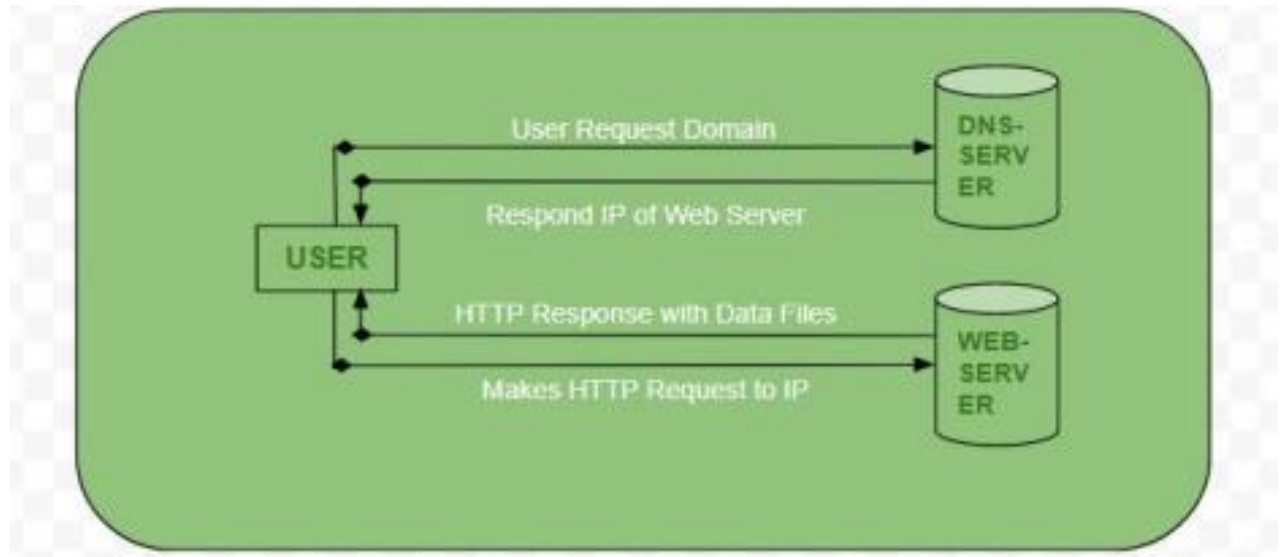 User Request Domain
DNS-
SERV
ER
Respond IP of Web Server
USER
HTTP Response with Data Files
WEB-
SERV
ER
Makes HTTP Request to IP